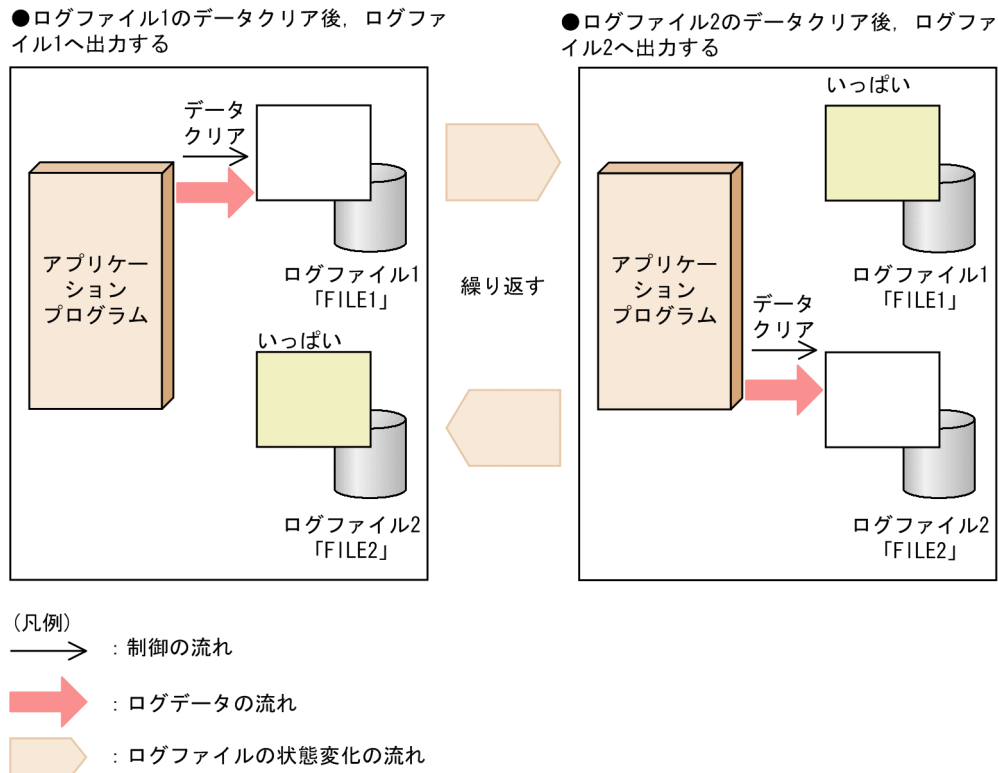 ●ログファイル1のデータクリア後，ログファ
イル1へ出力する
データ
クリア
アプリケー
ション
プログラム
ログファイル1
「FILE1」
いっぱい
ログファイル2
「FILE2」
繰り返す
●ログファイル2のデータクリア後，ログファ
イル2へ出力する
いっぱい
アプリケー
ション
プログラム
ログファイル1
「FILE1」
データ
クリア
ログファイル2
「FILE2」
(凡例)
：制御の流れ
：ログデータの流れ
：ログファイルの状態変化の流れ